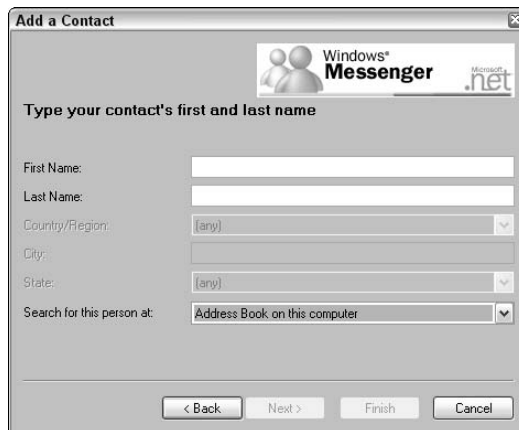 Add a Contact
Windows®
Messenger
Microsoft
.net
Type your contact's first and last name
First Name:
Last Name:
Country/Region: (any)
City:
State: (any)
Search for this person at: Address Book on this computer
< Back Next > Finish Cancel